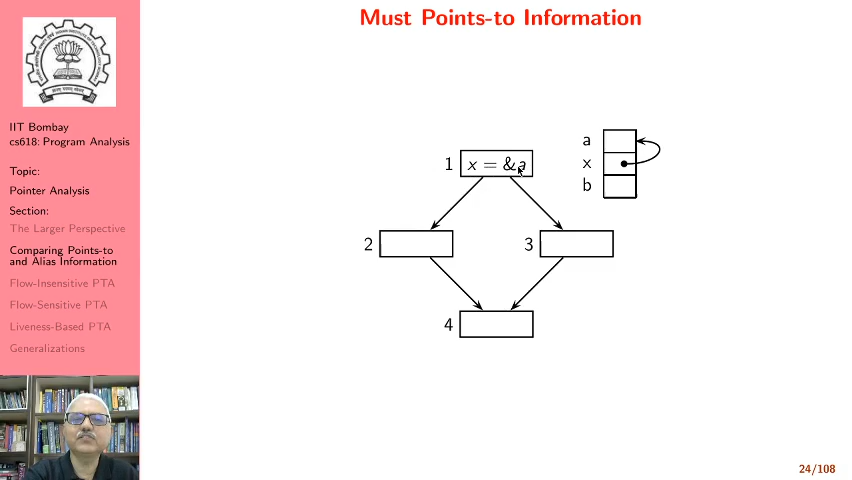 Must Points-to Information
IIT Bombay
cs618: Program Analysis
Topic:
Pointer Analysis
Section:
The Larger Perspective
Comparing Points-to
and Alias Information
Flow-Insensitive PTA
Flow-Sensitive PTA
Liveness-Based PTA
Generalizations
1 x = &a
a
x
b
2
3
4
24/108